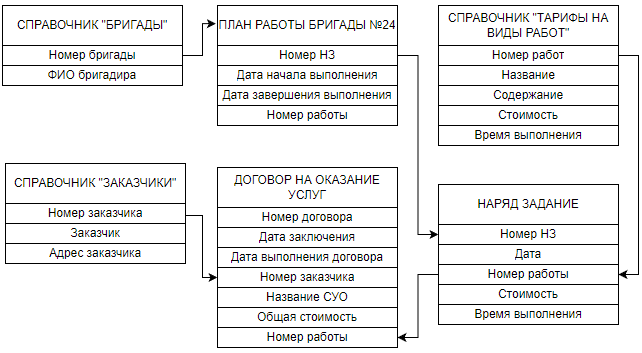 СПРАВОЧНИК "БРИГАДЫ"
Номер бригады
ФИО бригадира
ПЛАН РАБОТЫ БРИГАДЫ №24
Номер НЗ
Дата начала выполнения
Дата завершения выполнения
Номер работы
СПРАВОЧНИК "ТАРИФЫ НА
ВИДЫ РАБОТ"
Номер работ
Название
Содержание
Стоимость
Время выполнения
СПРАВОЧНИК "ЗАКАЗЧИКИ"
Номер заказчика
Заказчик
Адрес заказчика
ДОГОВОР НА ОКАЗАНИЕ
УСЛУГ
Номер договора
Дата заключения
Дата выполнения договора
Номер заказчика
Название СУО
Общая стоимость
Номер работы
НАРЯД ЗАДАНИЕ
Номер НЗ
Дата
Номер работы
Стоимость
Время выполнения